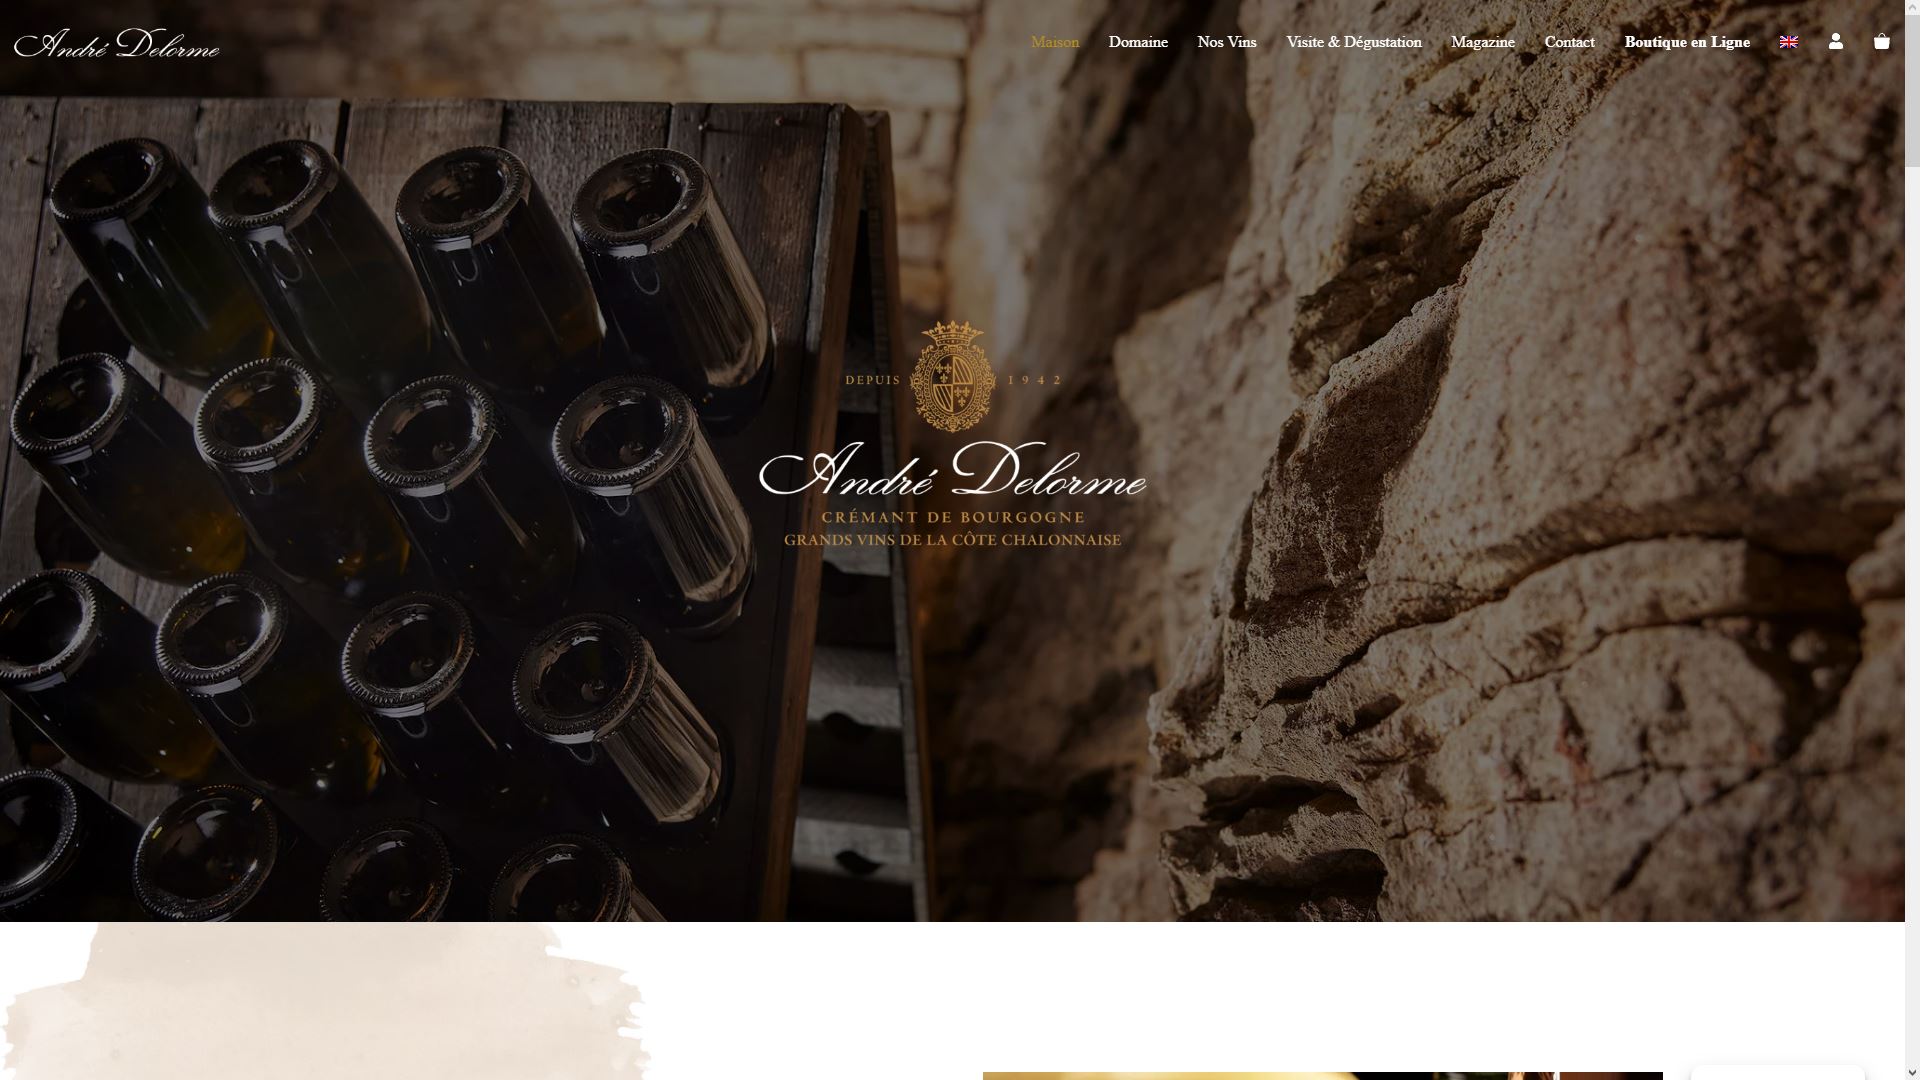 André Delorme
Maison Domaine Nos Vins Visite & Dégustation Magazine Contact Boutique en Ligne
DEPUIS 1942
André Delorme
CRÉMANT DE BOURGOGNE
GRANDS VINS DE LA CÔTE CHALONNAISE